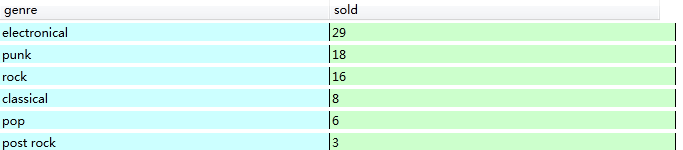 genre sold
electronical 29
punk 18
rock 16
classical 8
pop 6
post rock 3